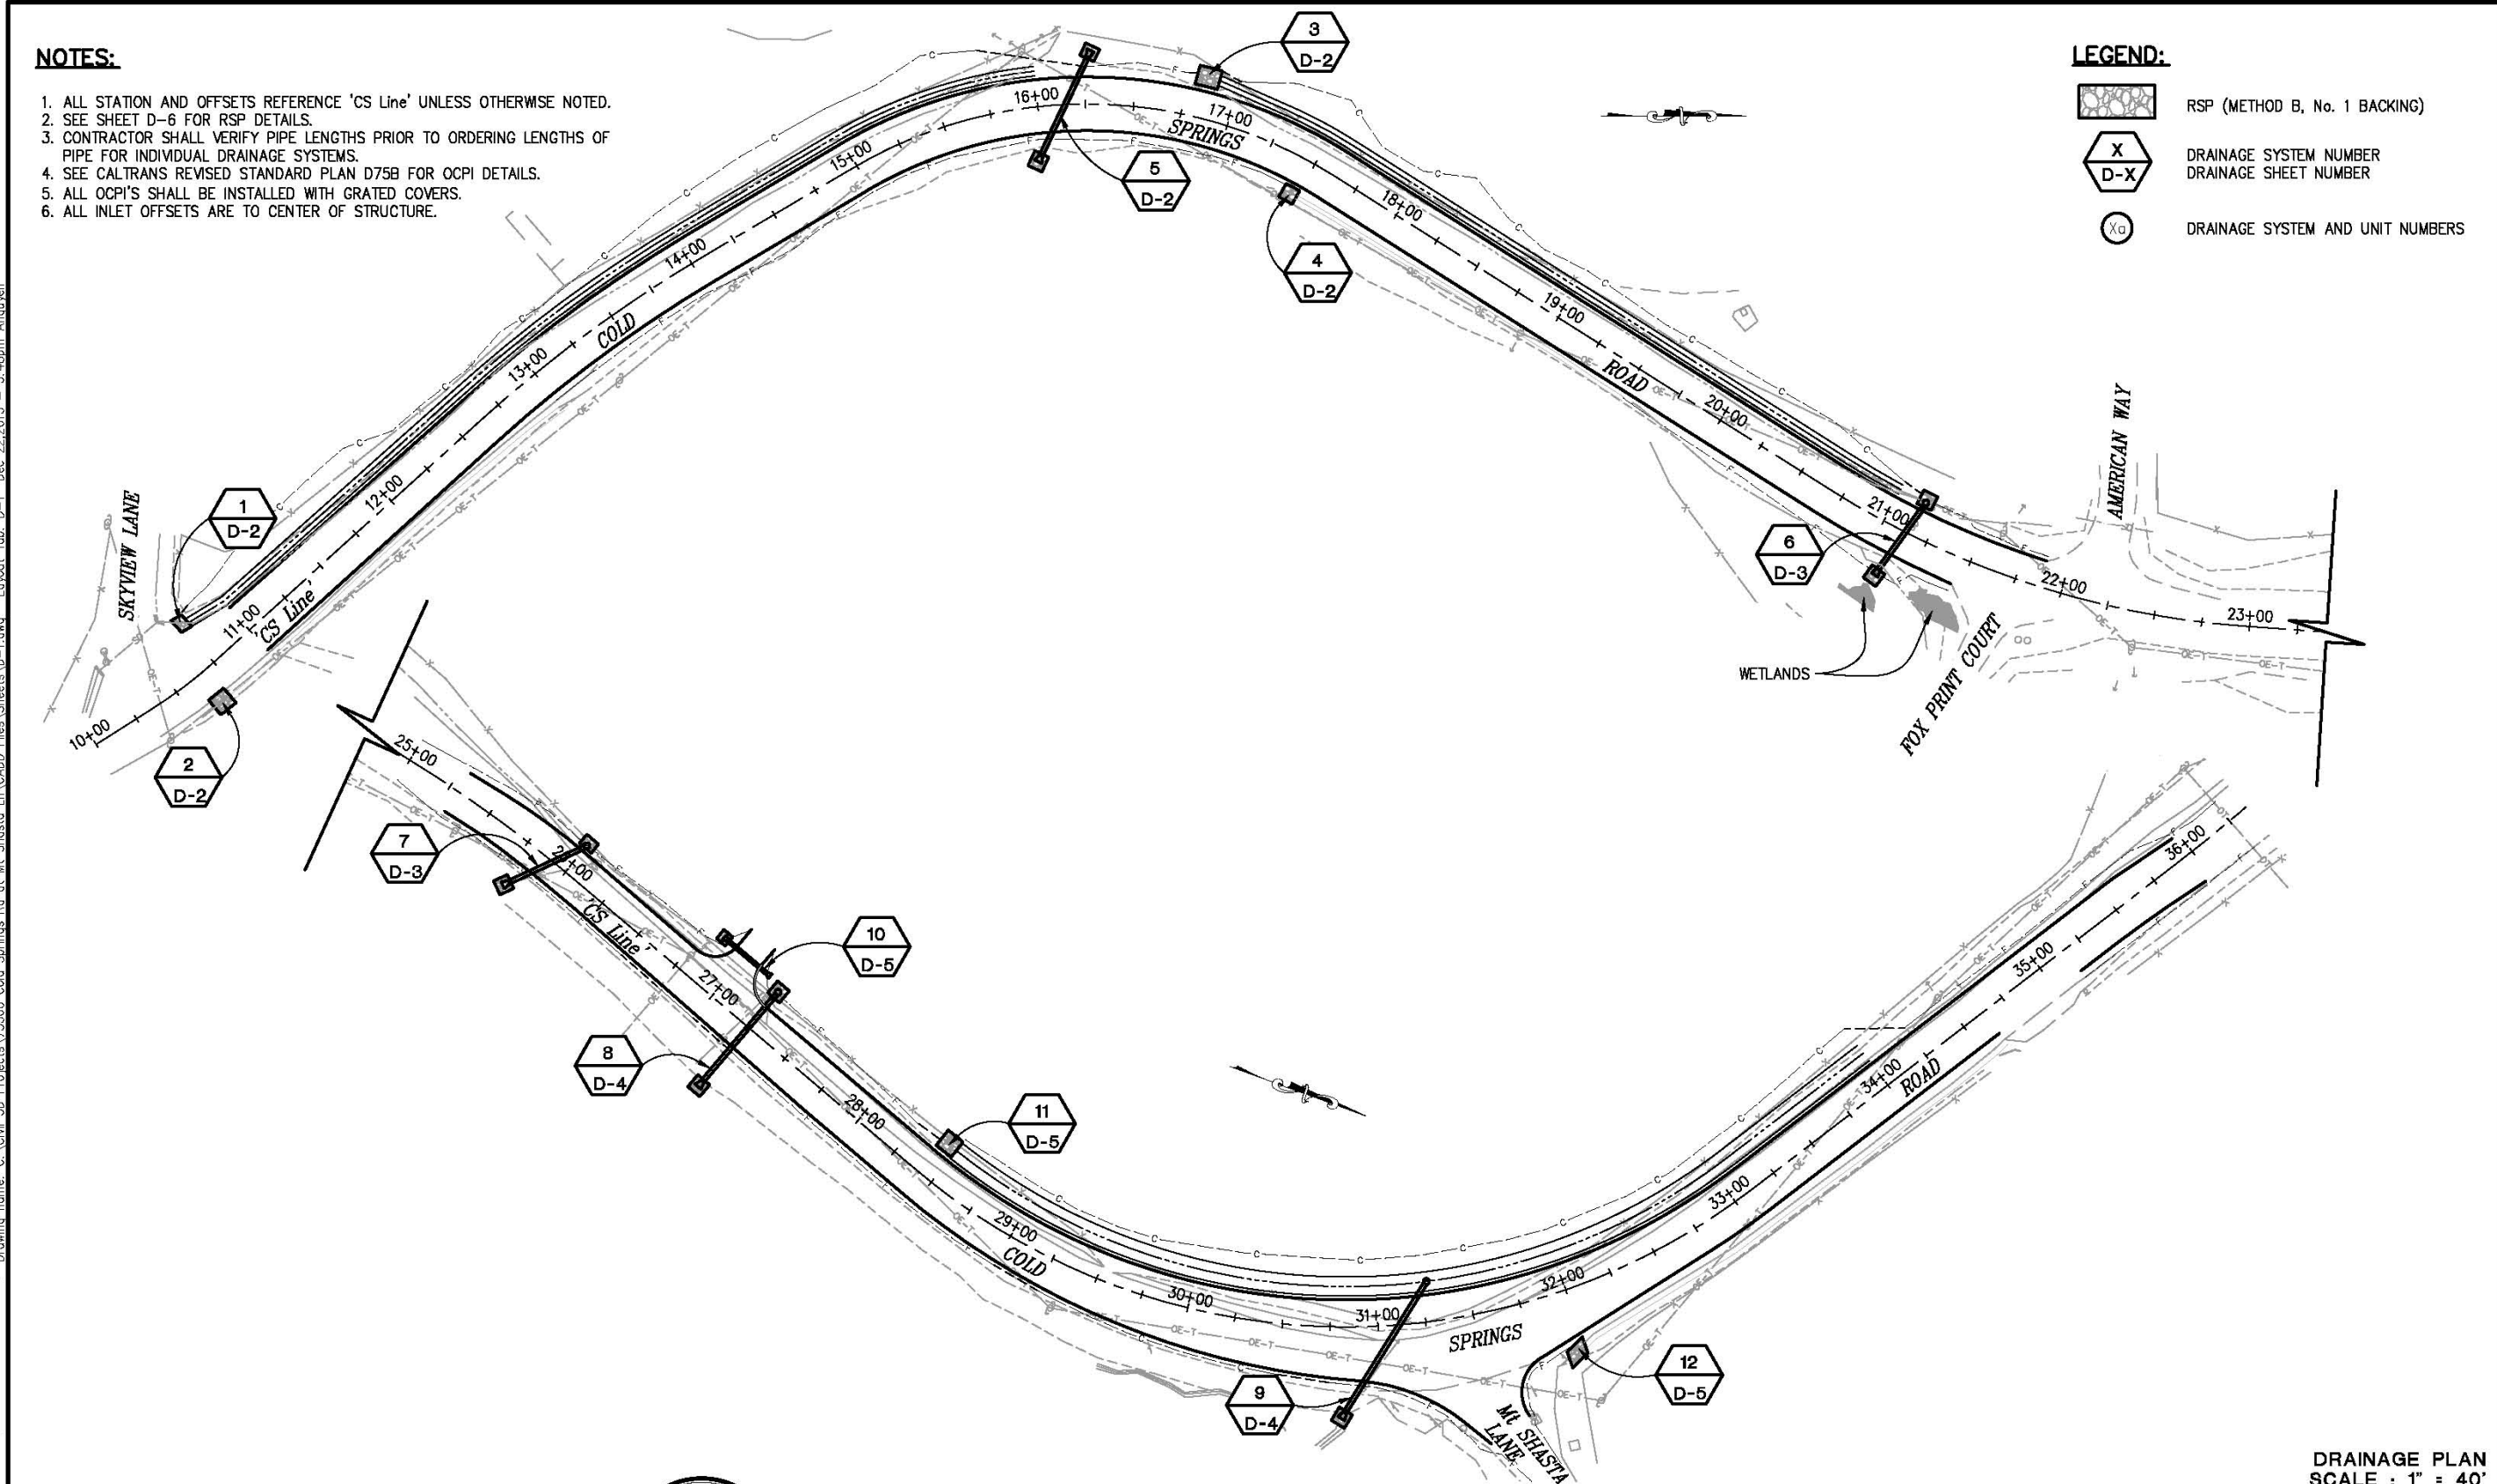 NOTES:
1. ALL STATION AND OFFSETS REFERENCE 'CS Line' UNLESS OTHERWISE NOTED.
2. SEE SHEET D-6 FOR RSP DETAILS.
3. CONTRACTOR SHALL VERIFY PIPE LENGTHS PRIOR TO ORDERING LENGTHS OF
PIPE FOR INDIVIDUAL DRAINAGE SYSTEMS.
4. SEE CALTRANS REVISED STANDARD PLAN D75B FOR OCPI DETAILS.
5. ALL OCPI'S SHALL BE INSTALLED WITH GRATED COVERS.
6. ALL INLET OFFSETS ARE TO CENTER OF STRUCTURE.
LEGEND:
RSP (METHOD B, No. 1 BACKING)
X
D-X
DRAINAGE SYSTEM NUMBER
DRAINAGE SHEET NUMBER
Xa
DRAINAGE SYSTEM AND UNIT NUMBERS
3
D-2
5
D-2
4
D-2
1
D-2
2
D-2
6
D-3
SKYVIEW LANE
10+00
11+00
'CS Line'
12+00
13+00
COLD
14+00
15+00
16+00
17+00
SPRINGS
18+00
19+00
ROAD
20+00
21+00
22+00
23+00
AMERICAN WAY
FOX PRINT COURT
WETLANDS
25+00
7
D-3
26+00
'CS Line'
27+00
10
D-5
8
D-4
28+00
11
D-5
29+00
COLD
30+00
31+00
SPRINGS
32+00
33+00
34+00
ROAD
35+00
36+00
9
D-4
12
D-5
Mt SHASTA
LANE
DRAINAGE PLAN
SCALE : 1" = 40'